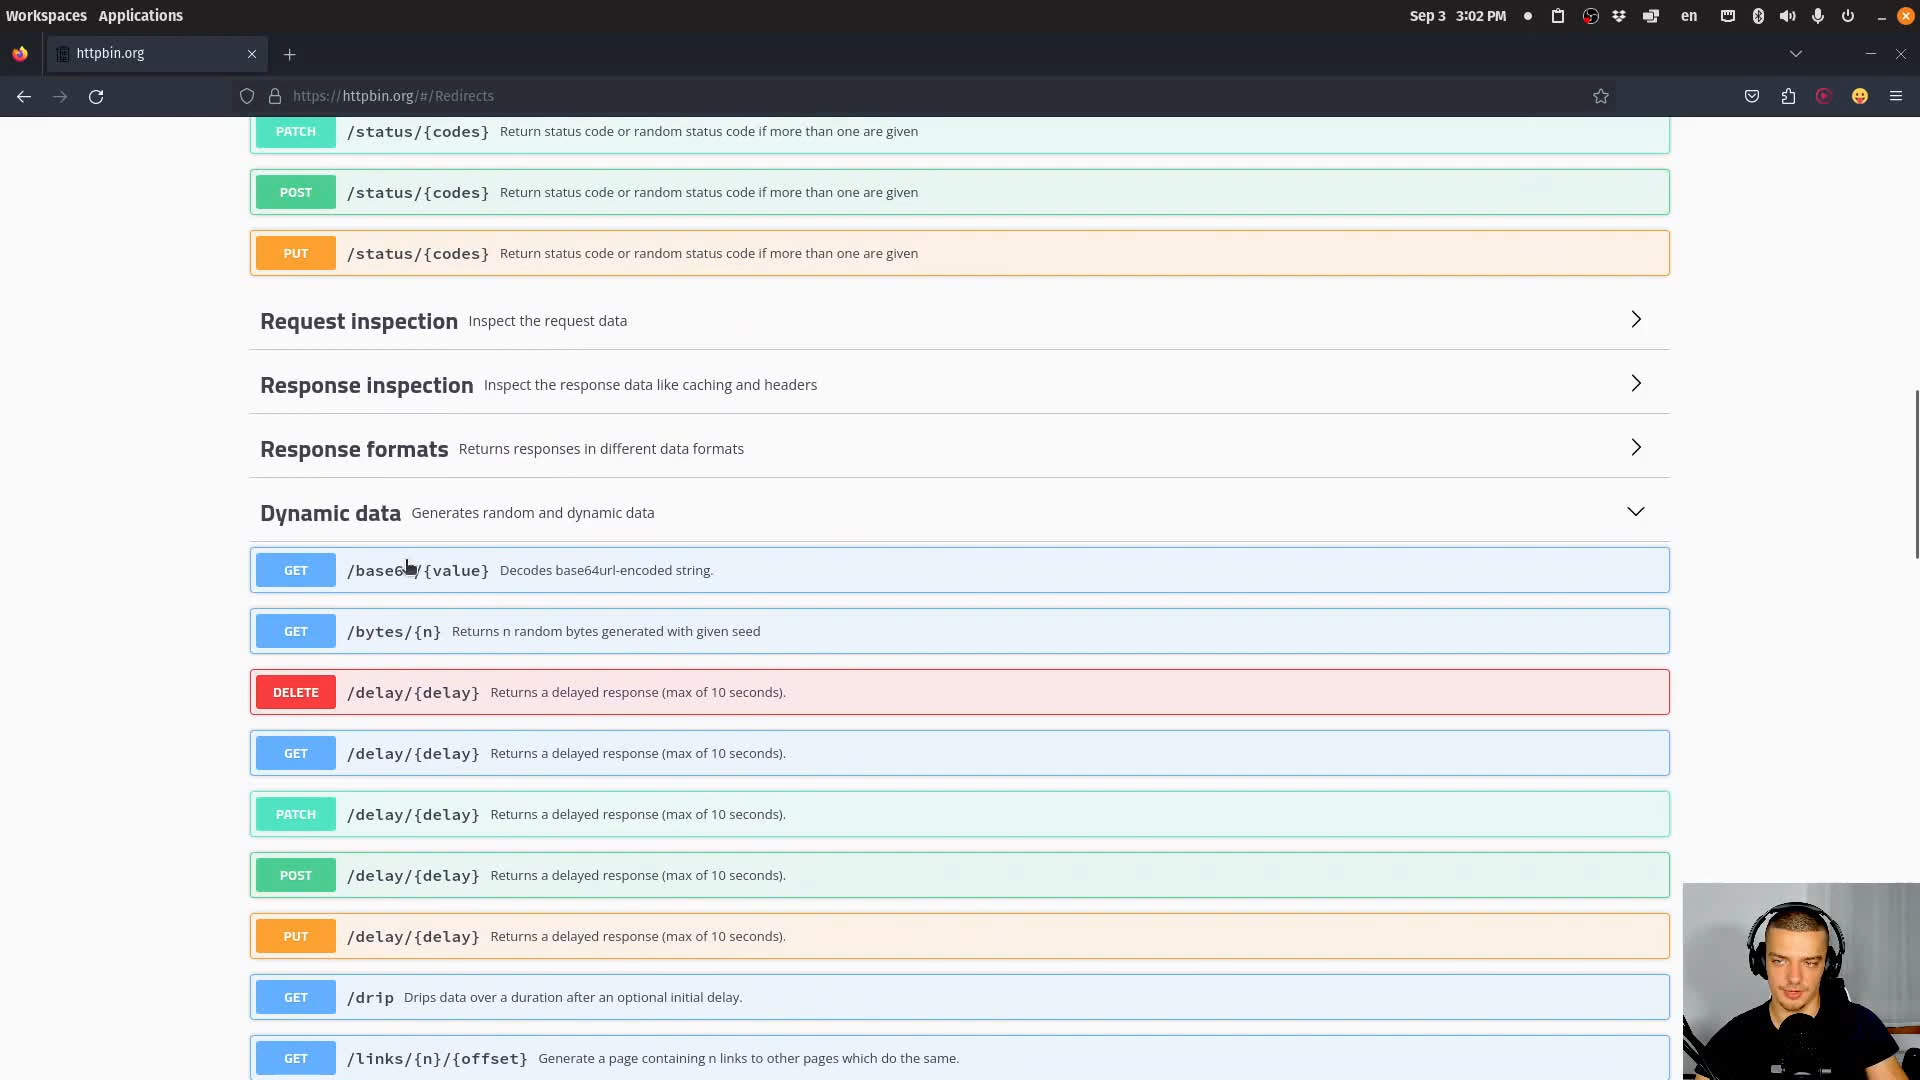 Workspaces Applications Sep 3 3:02 PM en
httpbin.org
https://httpbin.org/#/Redirects
PATCH /status/{codes} Return status code or random status code if more than one are given
POST /status/{codes} Return status code or random status code if more than one are given
PUT /status/{codes} Return status code or random status code if more than one are given
Request inspection Inspect the request data
Response inspection Inspect the response data like caching and headers
Response formats Returns responses in different data formats
Dynamic data Generates random and dynamic data
GET /{value} Decodes base64url-encoded string.
GET /bytes/{n} Returns n random bytes generated with given seed
DELETE /delay/{delay} Returns a delayed response (max of 10 seconds).
GET /delay/{delay} Returns a delayed response (max of 10 seconds).
PATCH /delay/{delay} Returns a delayed response (max of 10 seconds).
POST /delay/{delay} Returns a delayed response (max of 10 seconds).
PUT /delay/{delay} Returns a delayed response (max of 10 seconds).
GET /drip Drips data over a duration after an optional initial delay.
GET /links/{n}/{offset} Generate a page containing n links to other pages which do the same.